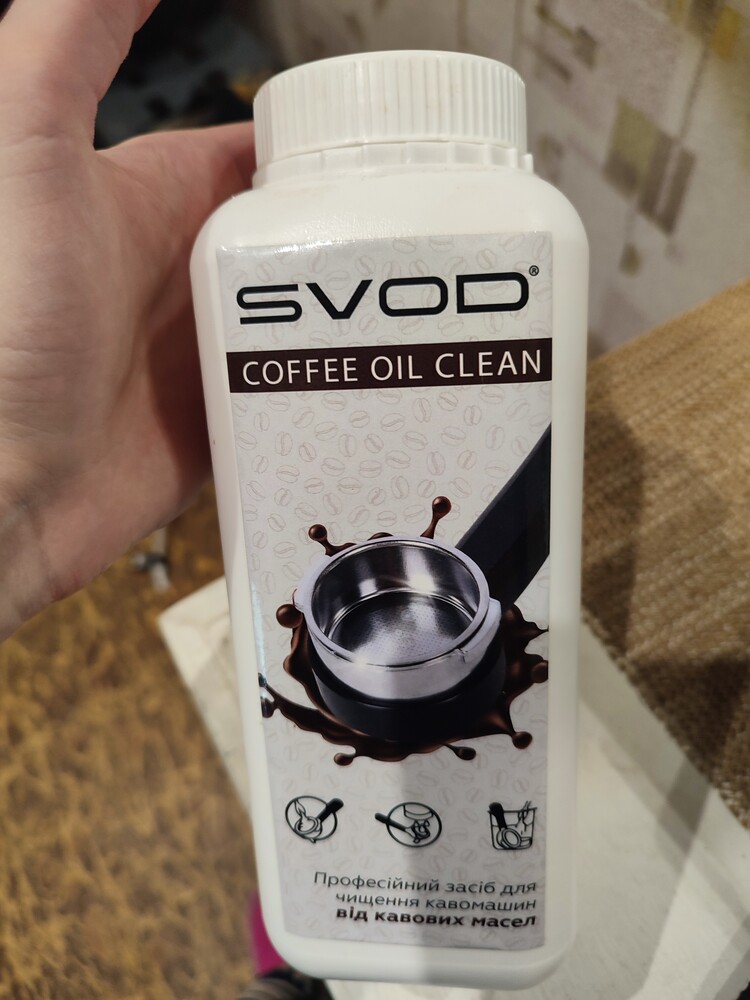 SVOD®
COFFEE OIL CLEAN
Професійний засіб для
чищення кавомашин
від кавових масел